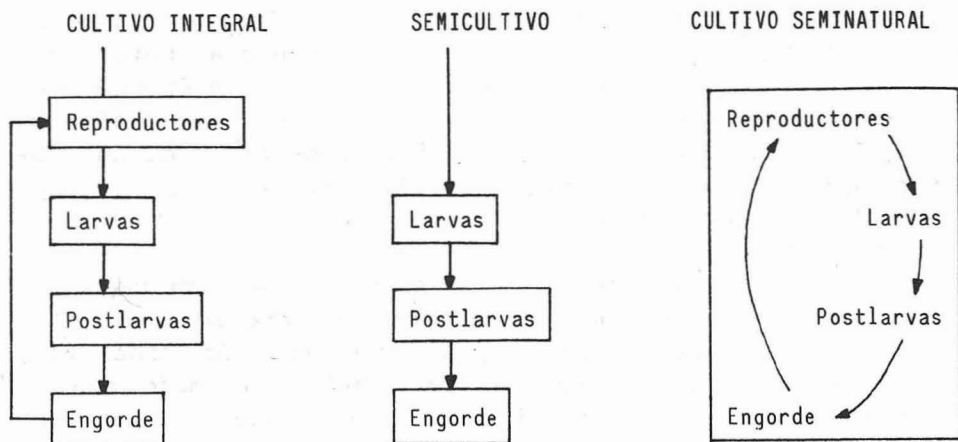 CULTIVO INTEGRAL
Reproductores
Larvas
Postlarvas
Engorde
SEMICULTIVO
Larvas
Postlarvas
Engorde
CULTIVO SEMINATURAL
Reproductores
Larvas
Postlarvas
Engorde